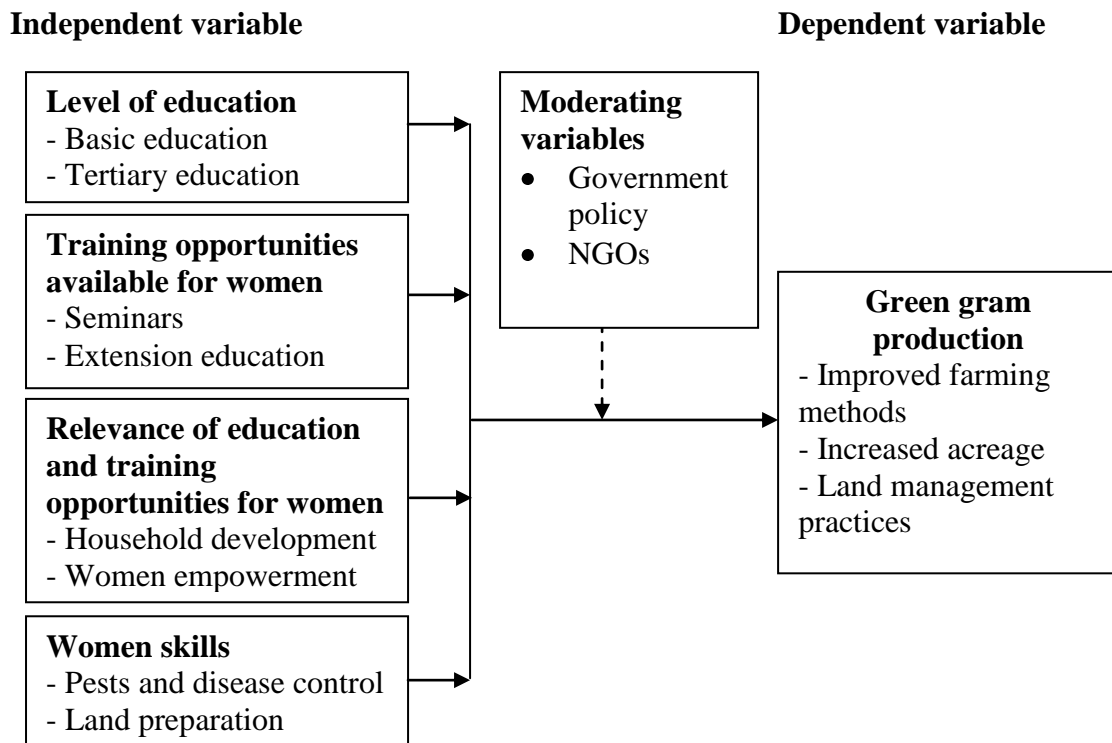 Independent variable
Dependent variable
Level of education
- Basic education
- Tertiary education
Training opportunities
available for women
- Seminars
- Extension education
Relevance of education
and training
opportunities for women
- Household development
- Women empowerment
Women skills
- Pests and disease control
- Land preparation
Moderating
variables
● Government
policy
● NGOs
Green gram
production
- Improved farming
methods
- Increased acreage
- Land management
practices